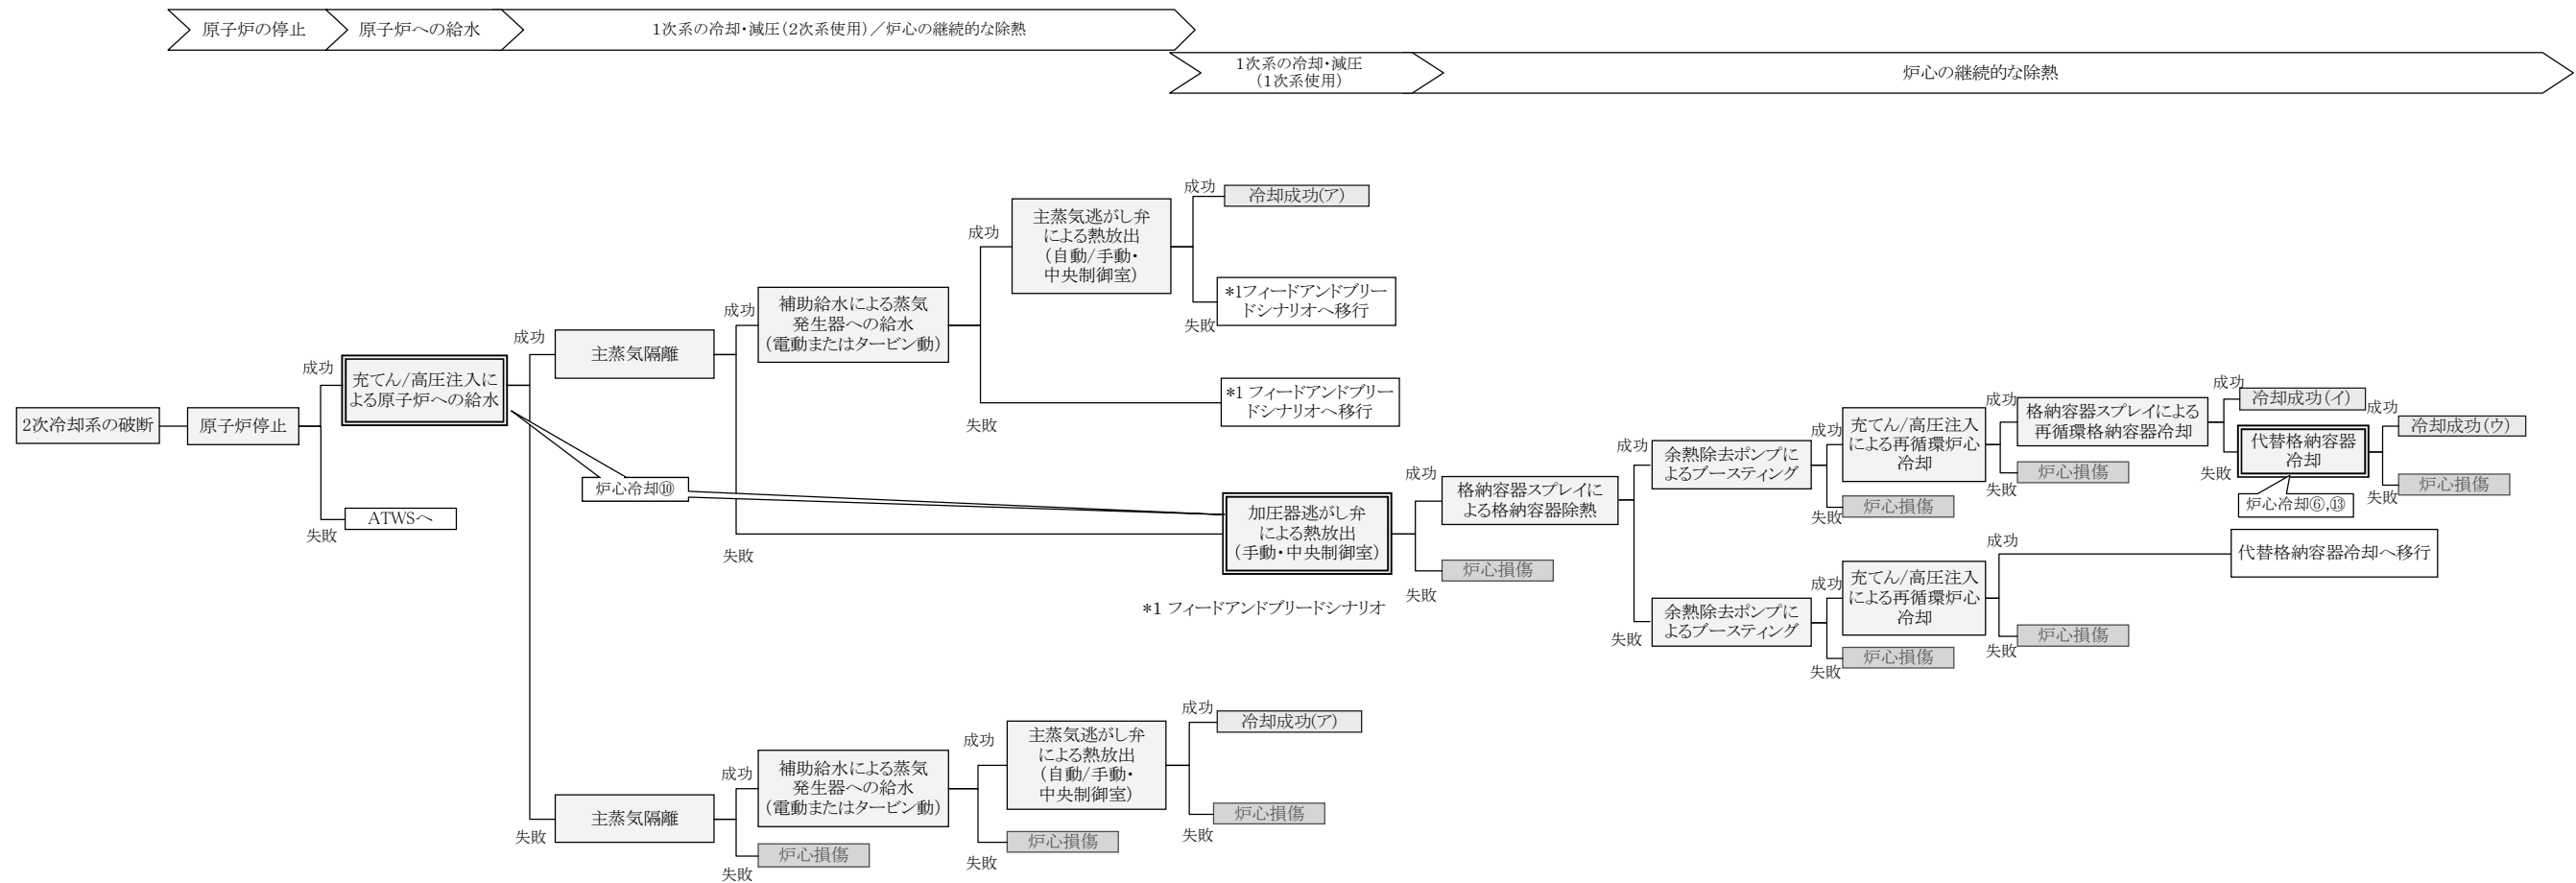 原子炉の停止
原子炉への給水
1次系の冷却・減圧(2次系使用)／炉心の継続的な除熱
1次系の冷却・減圧
(1次系使用)
炉心の継続的な除熱
2次冷却系の破断
原子炉停止
成功
失敗
充てん/高圧注入に
よる原子炉への給水
ATWSへ
成功
失敗
炉心冷却⑩
主蒸気隔離
成功
失敗
補助給水による蒸気
発生器への給水
(電動またはタービン動)
成功
失敗
主蒸気逃がし弁
による熱放出
(自動/手動・
中央制御室)
成功
失敗
冷却成功(ア)
*1フィードアンドブリー
ドシナリオへ移行
*1 フィードアンドブリー
ドシナリオへ移行
加圧器逃がし弁
による熱放出
(手動・中央制御室)
*1 フィードアンドブリードシナリオ
成功
失敗
格納容器スプレイに
よる格納容器除熱
炉心損傷
成功
失敗
余熱除去ポンプに
よるブースティング
成功
失敗
充てん/高圧注入
による再循環炉心
冷却
炉心損傷
成功
失敗
格納容器スプレイによる
再循環格納容器冷却
炉心損傷
成功
失敗
冷却成功(イ)
代替格納容器
冷却
炉心冷却⑥,⑬
成功
失敗
冷却成功(ウ)
炉心損傷
余熱除去ポンプに
よるブースティング
成功
失敗
充てん/高圧注入
による再循環炉心
冷却
炉心損傷
成功
失敗
代替格納容器冷却へ移行
炉心損傷
主蒸気隔離
成功
失敗
補助給水による蒸気
発生器への給水
(電動またはタービン動)
炉心損傷
成功
失敗
主蒸気逃がし弁
による熱放出
(自動/手動・
中央制御室)
炉心損傷
成功
失敗
冷却成功(ア)
炉心損傷